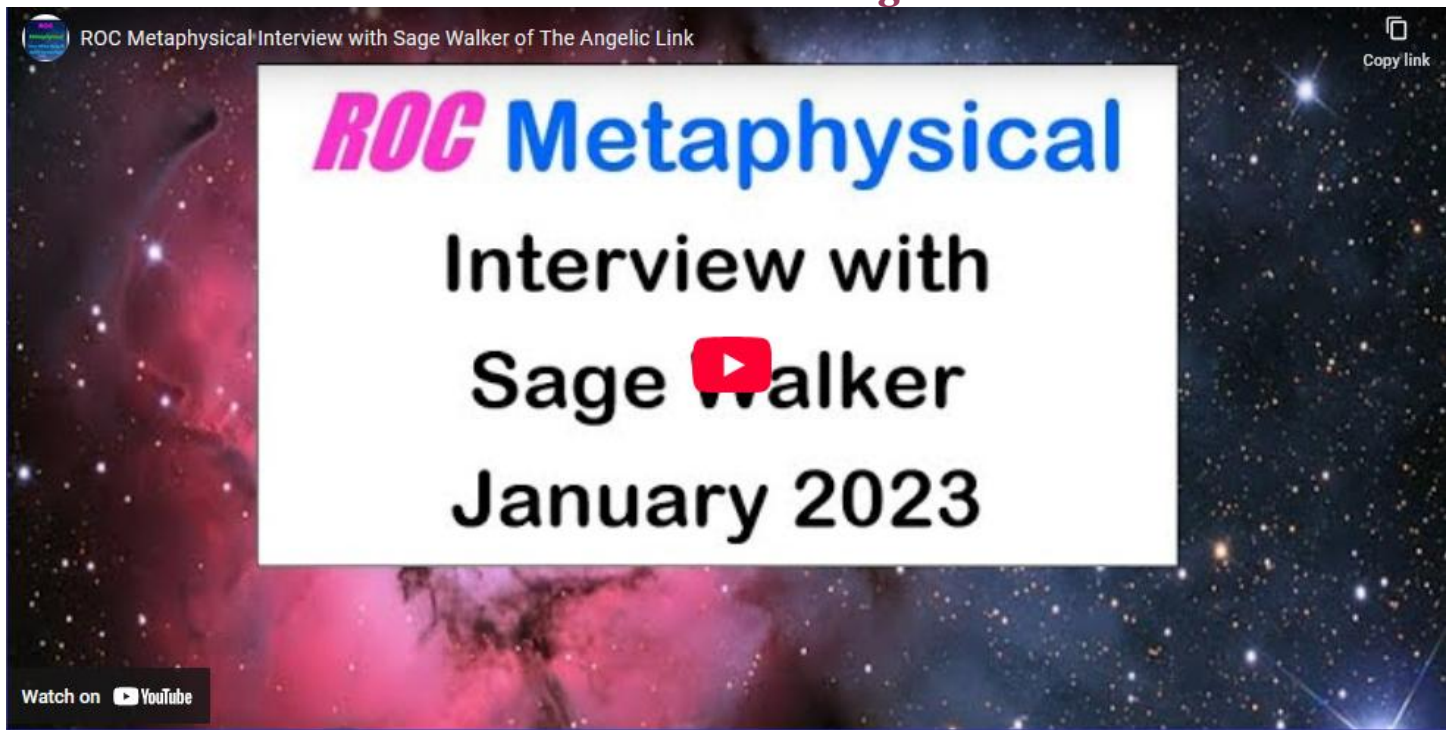 ROC Metaphysical Interview with Sage Walker of The Angelic Link
Copy link
ROC Metaphysical
Interview with
Sage Walker
January 2023
Watch on YouTube